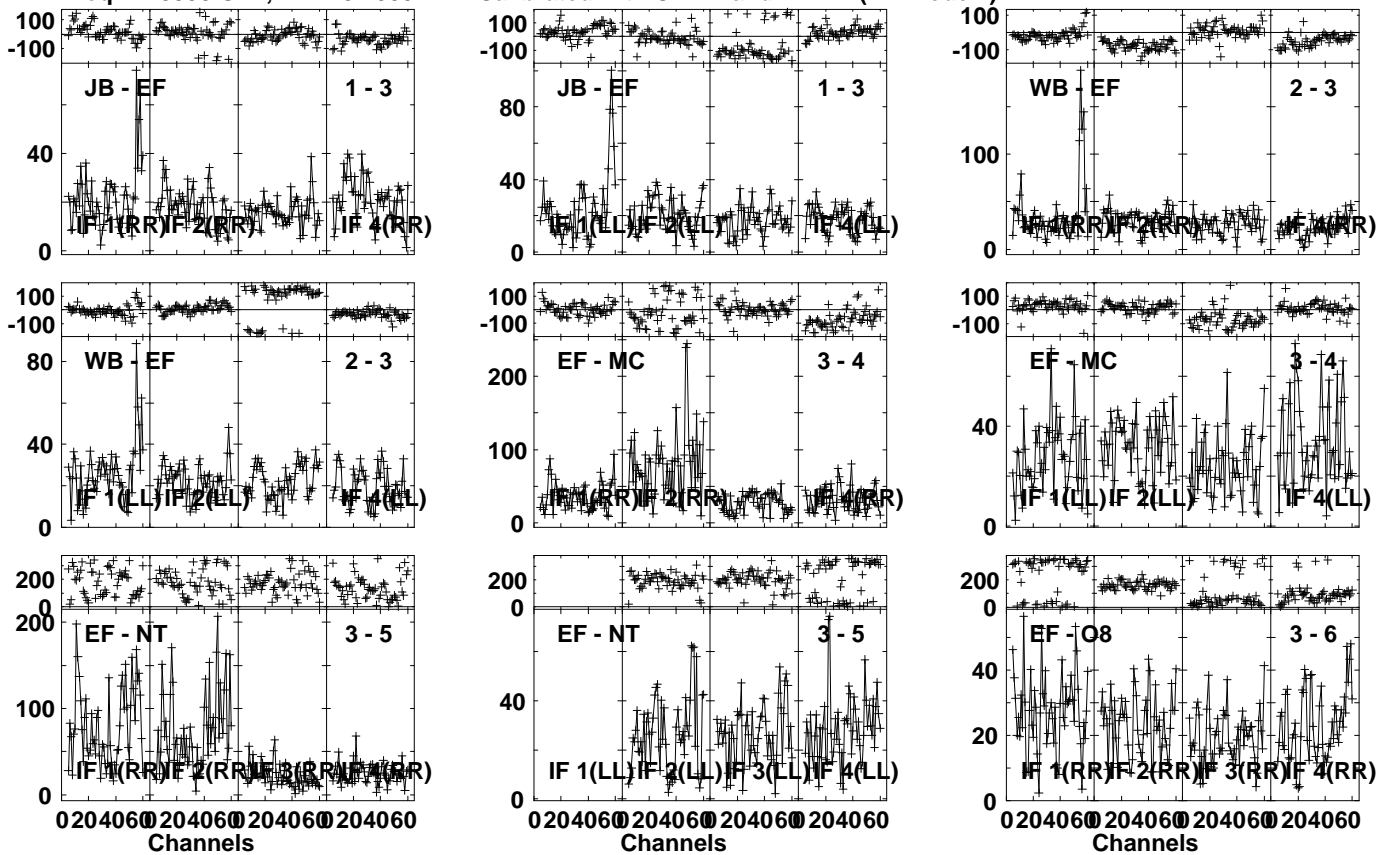 100
-100
JB - EF 1 - 3
40
0
IF 1(RR) IF 2(RR) IF 4(RR)
100
-100
JB - EF 1 - 3
80
40
0
IF 1(LL) IF 2(LL) IF 4(LL)
100
-100
WB - EF 2 - 3
100
0
IF 1(RR) IF 2(RR) IF 4(RR)
100
-100
WB - EF 2 - 3
80
40
0
IF 1(LL) IF 2(LL) IF 4(LL)
100
-100
EF - MC 3 - 4
200
100
0
IF 1(RR) IF 2(RR) IF 4(RR)
100
-100
EF - MC 3 - 4
40
0
IF 1(LL) IF 2(LL) IF 4(LL)
200
0
EF - NT 3 - 5
200
100
0
IF 1(RR) IF 2(RR) IF 3(RR) IF 4(RR)
0 20 40 60 0 20 40 60 0 20 40 60 0 20 40 60
Channels
200
0
EF - NT 3 - 5
40
0
IF 1(LL) IF 2(LL) IF 3(LL) IF 4(LL)
0 20 40 60 0 20 40 60 0 20 40 60 0 20 40 60
Channels
200
0
EF - O8 3 - 6
40
20
0
IF 1(RR) IF 2(RR) IF 3(RR) IF 4(RR)
0 20 40 60 0 20 40 60 0 20 40 60 0 20 40 60
Channels